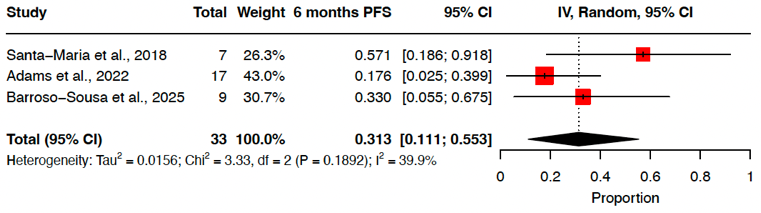 Study Total Weight 6 months PFS 95% CI IV, Random, 95% CI
Santa−Maria et al., 2018 7 26.3% 0.571 [0.186; 0.918]
Adams et al., 2022 17 43.0% 0.176 [0.025; 0.399]
Barroso−Sousa et al., 2025 9 30.7% 0.330 [0.055; 0.675]
Total (95% CI) 33 100.0% 0.313 [0.111; 0.553]
Heterogeneity: Tau² = 0.0156; Chi² = 3.33, df = 2 (P = 0.1892); I² = 39.9%
0.2 0.4 0.6 0.8
Proportion